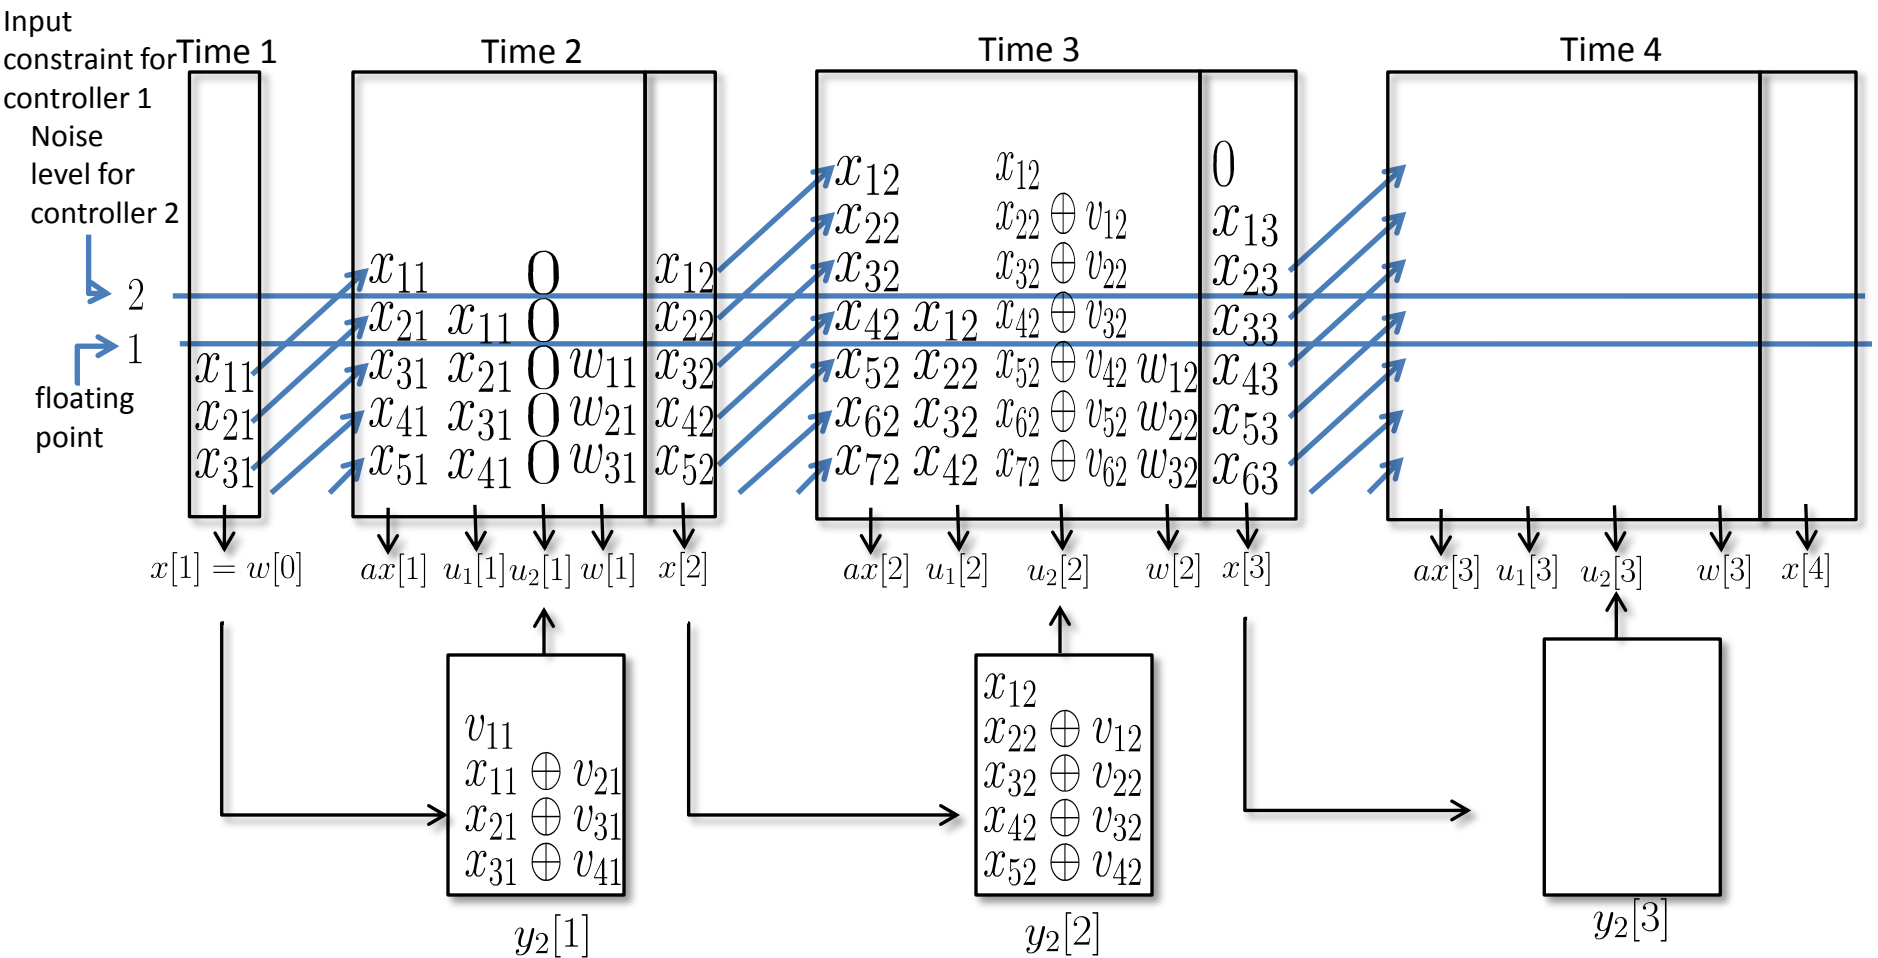 Input
constraint for
controller 1
Noise
level for
controller 2
2
1
floating
point
Time 1
x11
x21
x31
x[1] = w[0]
Time 2
x11 0 x12
x21 x11 0 x22
x31 x21 0 w11 x32
x41 x31 0 w21 x42
x51 x41 0 w31 x52
ax[1] u1[1] u2[1] w[1] x[2]
Time 3
x12 x12 0
x22 x22 ⊕ v12 x13
x32 x32 ⊕ v22 x23
x42 x12 x42 ⊕ v32 x33
x52 x22 x52 ⊕ v42 w12 x43
x62 x32 x62 ⊕ v52 w22 x53
x72 x42 x72 ⊕ v62 w32 x63
ax[2] u1[2] u2[2] w[2] x[3]
Time 4
ax[3] u1[3] u2[3] w[3] x[4]
v11
x11 ⊕ v21
x21 ⊕ v31
x31 ⊕ v41
y2[1]
x12
x22 ⊕ v12
x32 ⊕ v22
x42 ⊕ v32
x52 ⊕ v42
y2[2]
y2[3]